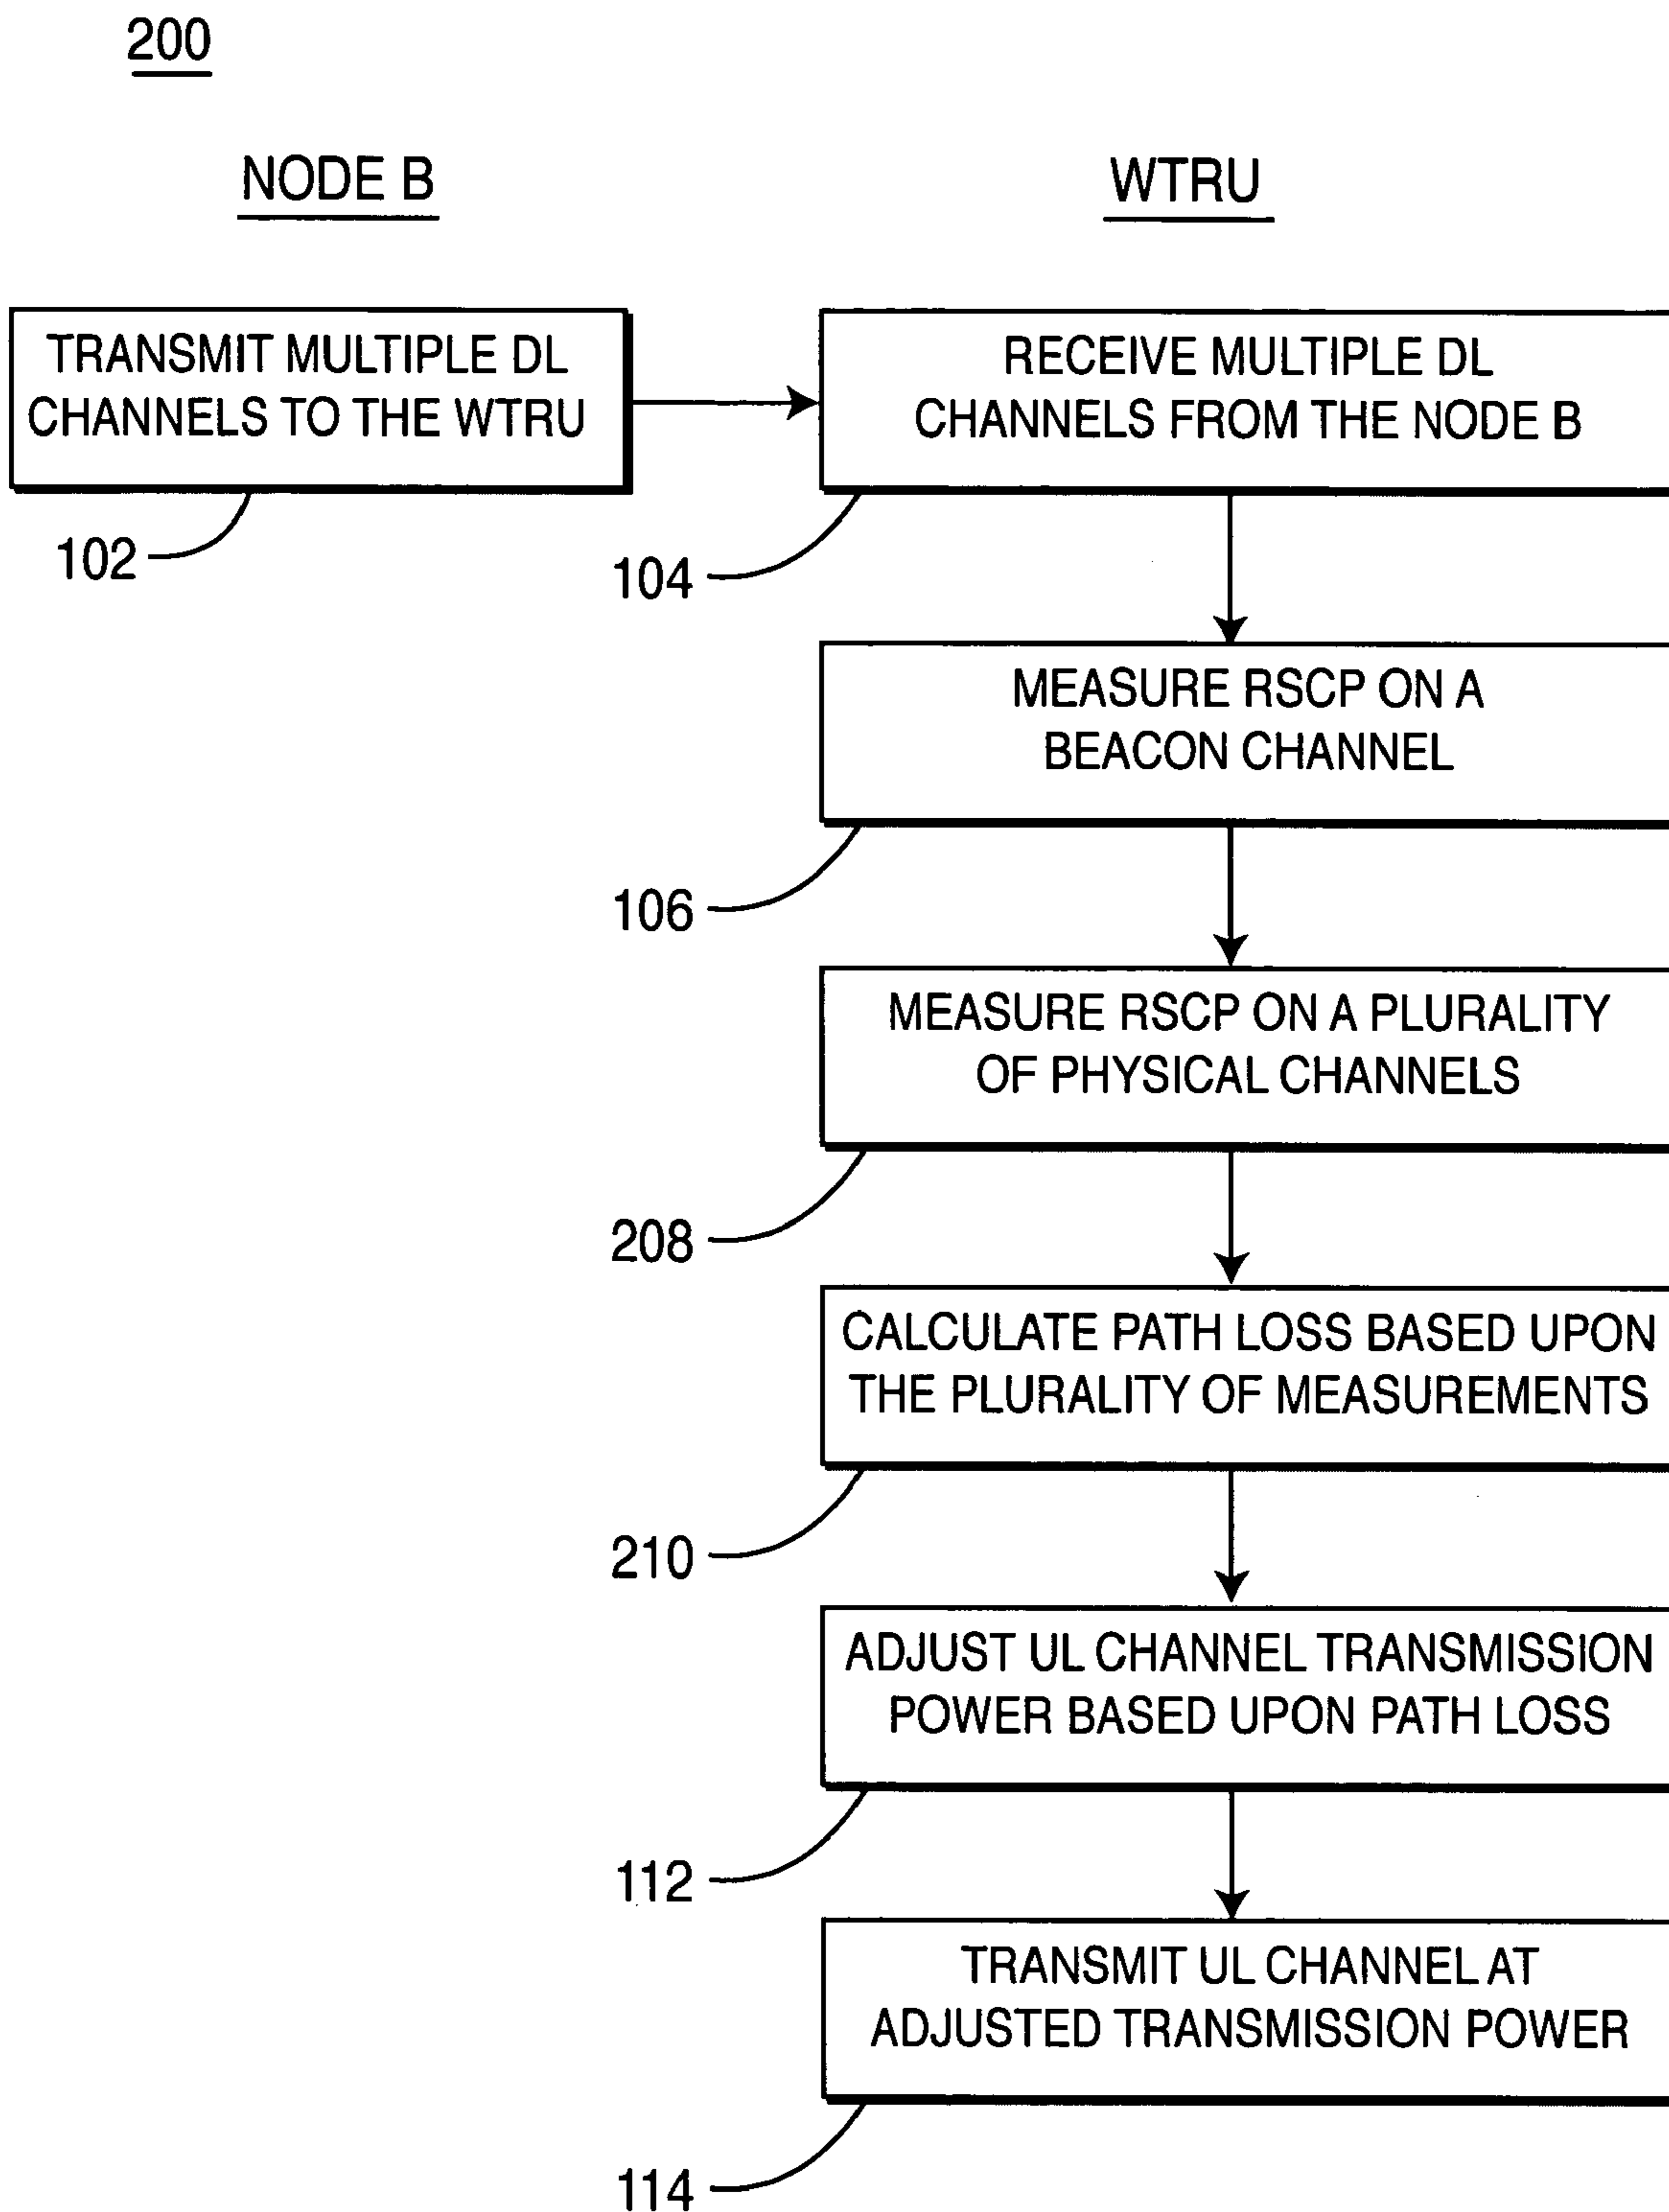 200
NODE B
WTRU
TRANSMIT MULTIPLE DL
CHANNELS TO THE WTRU
102
RECEIVE MULTIPLE DL
CHANNELS FROM THE NODE B
104
MEASURE RSCP ON A
BEACON CHANNEL
106
MEASURE RSCP ON A PLURALITY
OF PHYSICAL CHANNELS
208
CALCULATE PATH LOSS BASED UPON
THE PLURALITY OF MEASUREMENTS
210
ADJUST UL CHANNEL TRANSMISSION
POWER BASED UPON PATH LOSS
112
TRANSMIT UL CHANNEL AT
ADJUSTED TRANSMISSION POWER
114